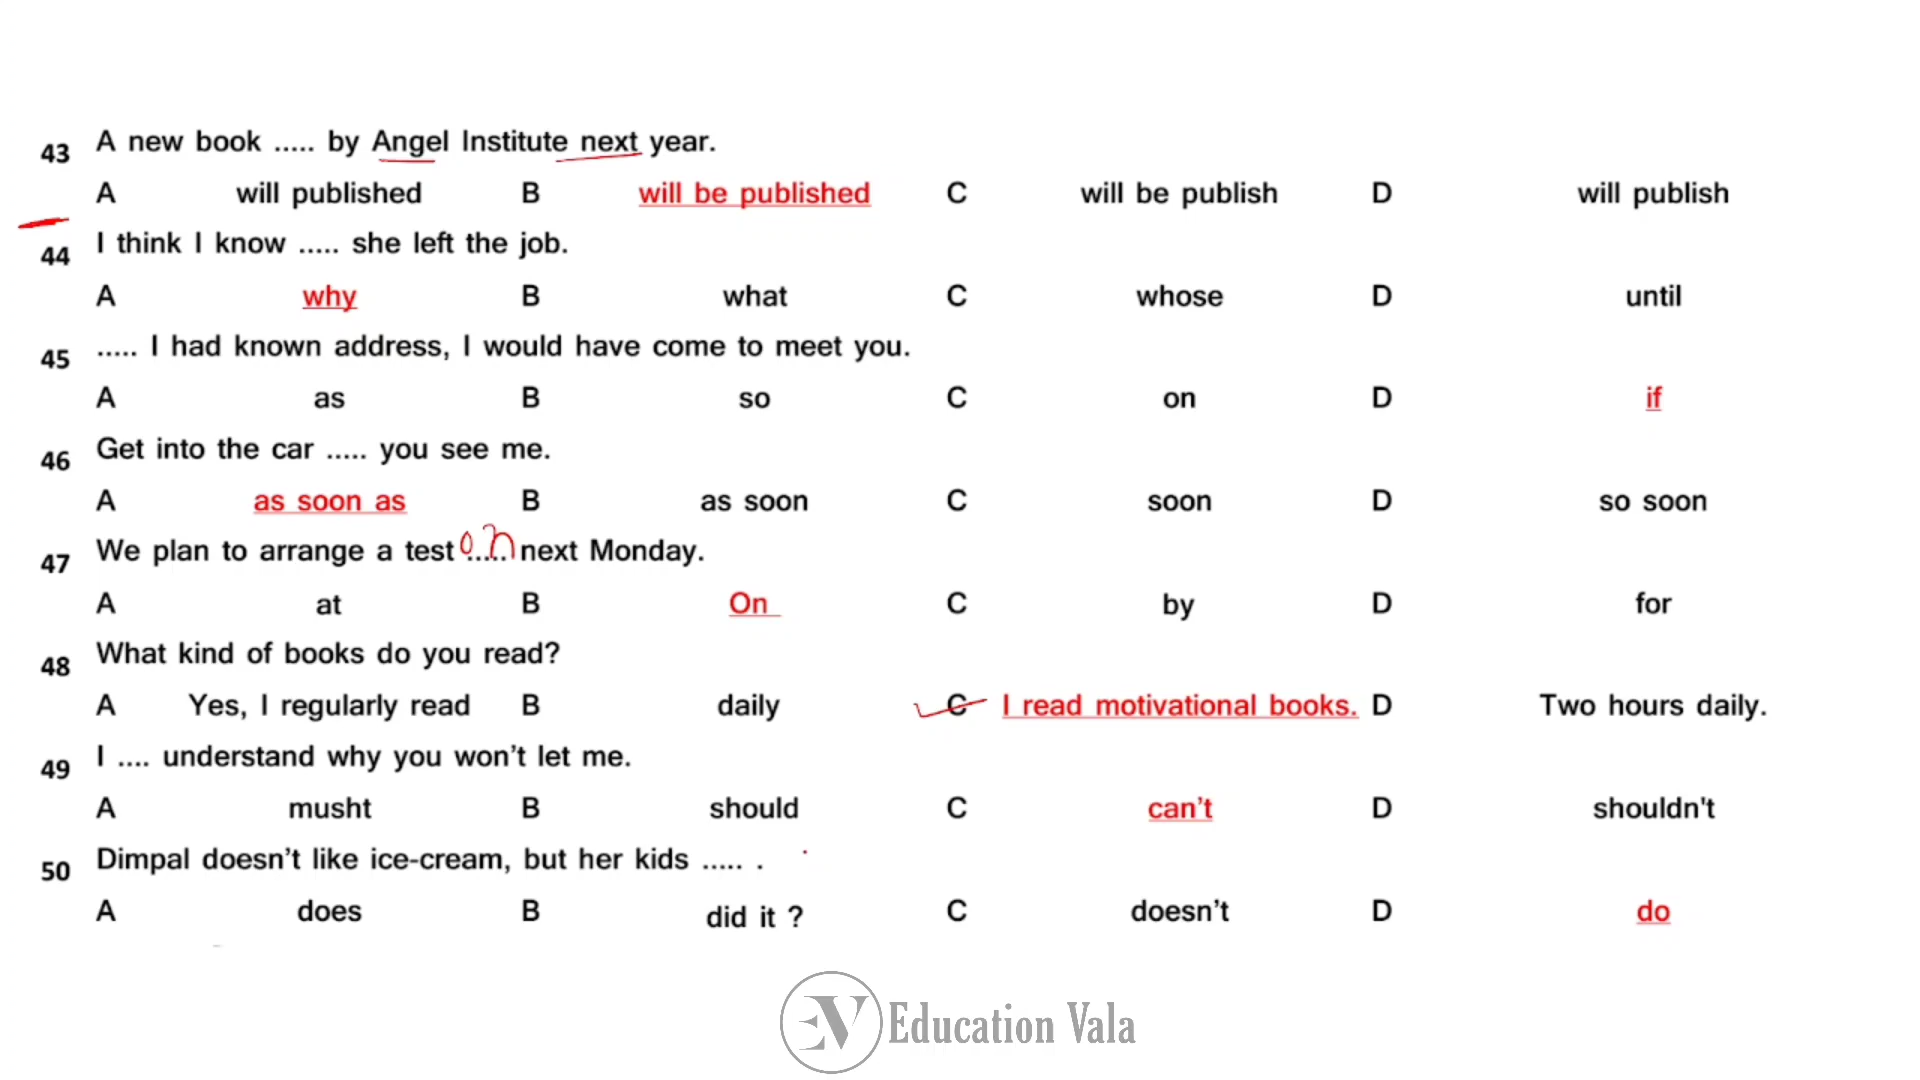 43 A new book ..... by Angel Institute next year.
A will published B will be published C will be publish D will publish
44 I think I know ..... she left the job.
A why B what C whose D until
45 ..... I had known address, I would have come to meet you.
A as B so C on D if
46 Get into the car ..... you see me.
A as soon as B as soon C soon D so soon
47 We plan to arrange a test ..... on next Monday.
A at B On C by D for
48 What kind of books do you read?
A Yes, I regularly read B daily C I read motivational books. D Two hours daily.
49 I .... understand why you won't let me.
A musht B should C can't D shouldn't
50 Dimpal doesn't like ice-cream, but her kids ..... .
A does B did it ? C doesn't D do
EV Education Vala